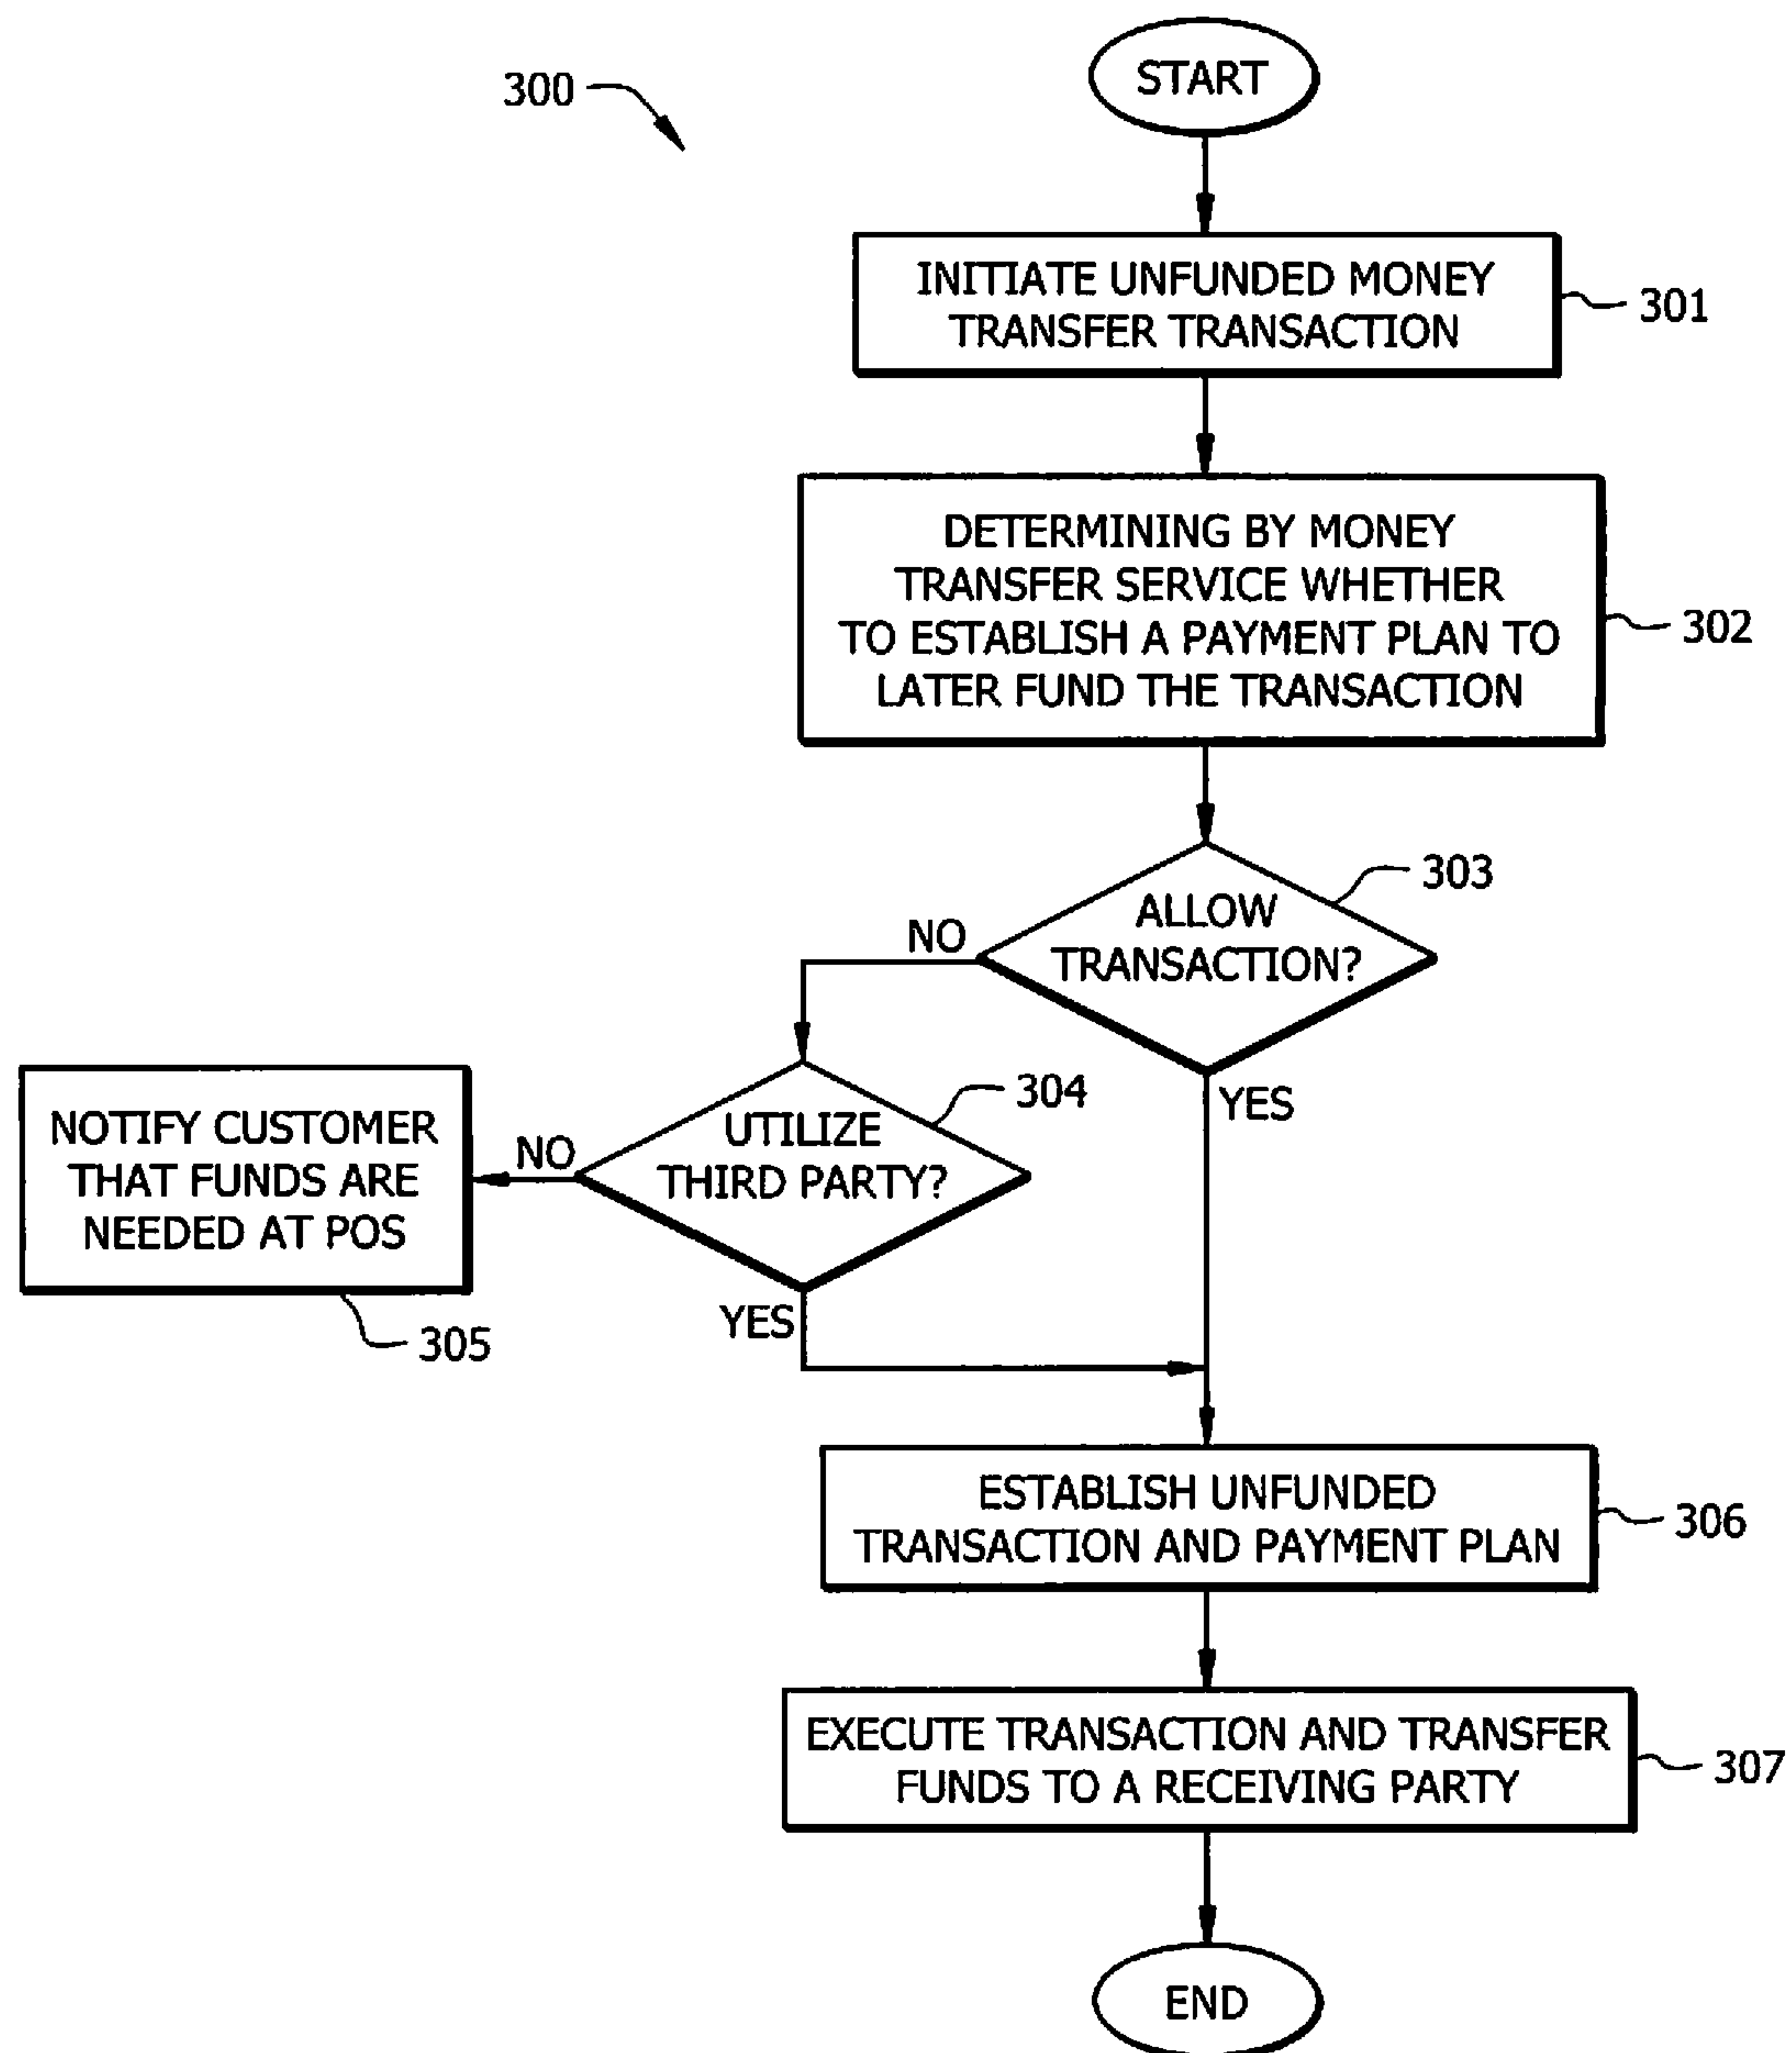 300
START
INITIATE UNFUNDED MONEY
TRANSFER TRANSACTION
301
DETERMINING BY MONEY
TRANSFER SERVICE WHETHER
TO ESTABLISH A PAYMENT PLAN TO
LATER FUND THE TRANSACTION
302
303
ALLOW
TRANSACTION?
NO
YES
304
UTILIZE
THIRD PARTY?
NO
YES
NOTIFY CUSTOMER
THAT FUNDS ARE
NEEDED AT POS
305
ESTABLISH UNFUNDED
TRANSACTION AND PAYMENT PLAN
306
EXECUTE TRANSACTION AND TRANSFER
FUNDS TO A RECEIVING PARTY
307
END